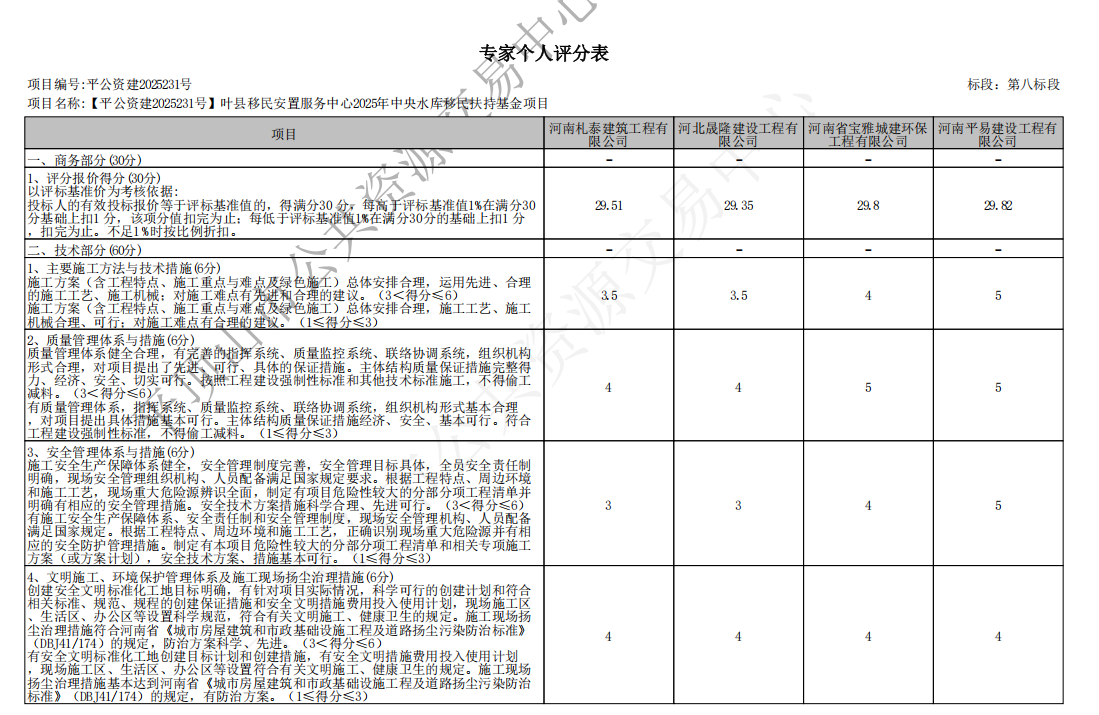 专家个人评分表
项目编号:平公资建2025231号
标段：第八标段
项目名称:【平公资建2025231号】叶县移民安置服务中心2025年中央水库移民扶持基金项目
项目
河南札泰建筑工程有
限公司
河北晟隆建设工程有
限公司
河南省宝雅城建环保
工程有限公司
河南平易建设工程有
限公司
一、商务部分(30分)
-
-
-
-
1、评分报价得分(30分)
以评标基准价为考核依据:
投标人的有效投标报价等于评标基准值的，得满分30 分，每高于评标基准值1%在满分30
分基础上扣1 分，该项分值扣完为止；每低于评标基准值1%在满分30分的基础上扣1 分
，扣完为止。不足1%时按比例折扣。
29.51
29.35
29.8
29.82
二、技术部分(60分)
-
-
-
-
1、主要施工方法与技术措施(6分)
施工方案（含工程特点、施工重点与难点及绿色施工）总体安排合理，运用先进、合理
的施工工艺、施工机械；对施工难点有先进和合理的建议。（3＜得分≤6）
施工方案（含工程特点、施工重点与难点及绿色施工）总体安排合理，施工工艺、施工
机械合理、可行；对施工难点有合理的建议。（1≤得分≤3）
3.5
3.5
4
5
2、质量管理体系与措施(6分)
质量管理体系健全合理，有完善的指挥系统、质量监控系统、联络协调系统，组织机构
形式合理，对项目提出了先进、可行、具体的保证措施。主体结构质量保证措施完整得
力、经济、安全、切实可行。按照工程建设强制性标准和其他技术标准施工，不得偷工
减料。（3＜得分≤6）
有质量管理体系，指挥系统、质量监控系统、联络协调系统，组织机构形式基本合理
，对项目提出具体措施基本可行。主体结构质量保证措施经济、安全、基本可行。符合
工程建设强制性标准，不得偷工减料。（1≤得分≤3）
4
4
5
5
3、安全管理体系与措施(6分)
施工安全生产保障体系健全，安全管理制度完善，安全管理目标具体，全员安全责任制
明确，现场安全管理组织机构、人员配备满足国家规定要求。根据工程特点、周边环境
和施工工艺，现场重大危险源辨识全面，制定有项目危险性较大的分部分项工程清单并
明确有相应的安全管理措施。安全技术方案措施科学合理、先进可行。（3＜得分≤6）
有施工安全生产保障体系、安全责任制和安全管理制度，现场安全管理机构、人员配备
满足国家规定。根据工程特点、周边环境和施工工艺，正确识别现场重大危险源并有相
应的安全防护管理措施。制定有本项目危险性较大的分部分项工程清单和相关专项施工
方案（或方案计划），安全技术方案、措施基本可行。（1≤得分≤3）
3
3
4
5
4、文明施工、环境保护管理体系及施工现场扬尘治理措施(6分)
创建安全文明标准化工地目标明确，有针对项目实际情况，科学可行的创建计划和符合
相关标准、规范、规程的创建保证措施和安全文明措施费用投入使用计划，现场施工区
、生活区、办公区等设置科学规范，符合有关文明施工、健康卫生的规定。施工现场扬
尘治理措施符合河南省《城市房屋建筑和市政基础设施工程及道路扬尘污染防治标准》
（DBJ41/174）的规定，防治方案科学、先进。（3＜得分≤6）
有安全文明标准化工地创建目标计划和创建措施，有安全文明措施费用投入使用计划
，现场施工区、生活区、办公区等设置符合有关文明施工、健康卫生的规定。施工现场
扬尘治理措施基本达到河南省《城市房屋建筑和市政基础设施工程及道路扬尘污染防治
标准》（DBJ41/174）的规定，有防治方案。（1≤得分≤3）
4
4
4
4
平顶山市公共资源交易中心
公共资源交易中心